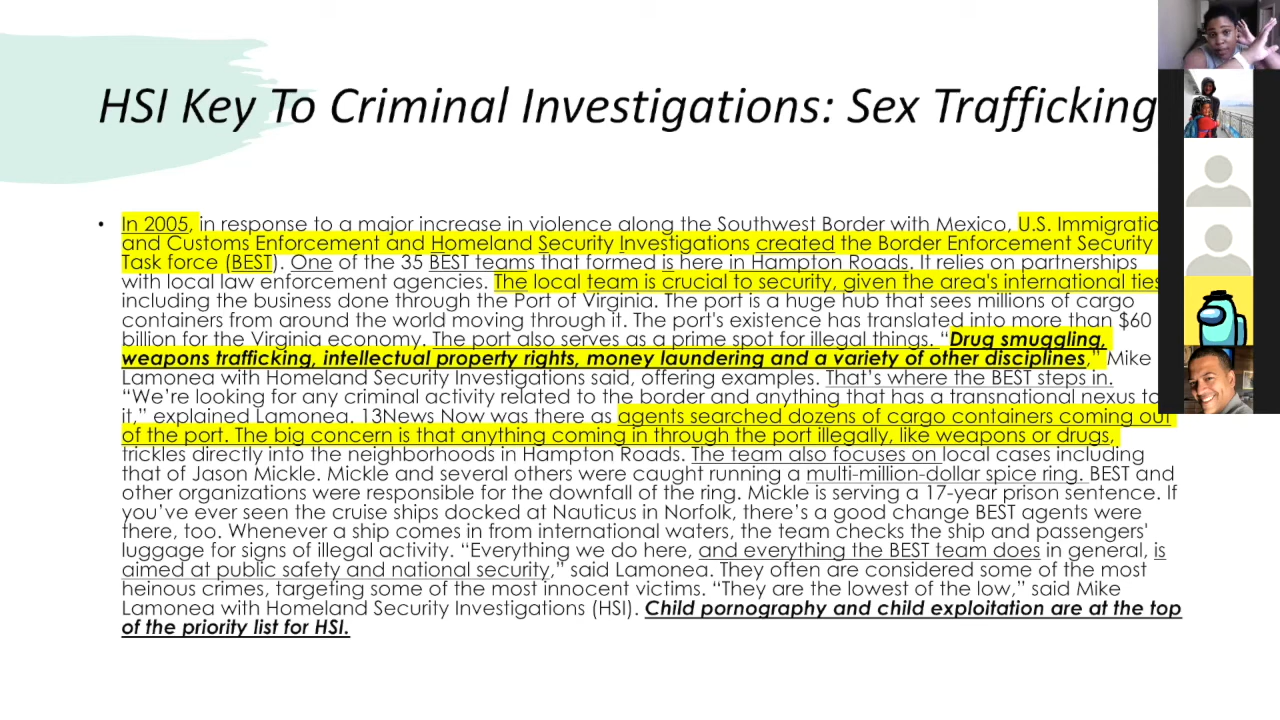 HSI Key To Criminal Investigations: Sex Trafficking
• In 2005, in response to a major increase in violence along the Southwest Border with Mexico, U.S. Immigratio
and Customs Enforcement and Homeland Security Investigations created the Border Enforcement Security
Task force (BEST). One of the 35 BEST teams that formed is here in Hampton Roads. It relies on partnerships
with local law enforcement agencies. The local team is crucial to security, given the area's international ties
including the business done through the Port of Virginia. The port is a huge hub that sees millions of cargo
containers from around the world moving through it. The port's existence has translated into more than $60
billion for the Virginia economy. The port also serves as a prime spot for illegal things. “Drug smuggling,
weapons trafficking, intellectual property rights, money laundering and a variety of other disciplines,” Mike
Lamonea with Homeland Security Investigations said, offering examples. That’s where the BEST steps in.
“We’re looking for any criminal activity related to the border and anything that has a transnational nexus to
it,” explained Lamonea. 13News Now was there as agents searched dozens of cargo containers coming out
of the port. The big concern is that anything coming in through the port illegally, like weapons or drugs,
trickles directly into the neighborhoods in Hampton Roads. The team also focuses on local cases including
that of Jason Mickle. Mickle and several others were caught running a multi-million-dollar spice ring. BEST and
other organizations were responsible for the downfall of the ring. Mickle is serving a 17-year prison sentence. If
you’ve ever seen the cruise ships docked at Nauticus in Norfolk, there’s a good change BEST agents were
there, too. Whenever a ship comes in from international waters, the team checks the ship and passengers'
luggage for signs of illegal activity. “Everything we do here, and everything the BEST team does in general, is
aimed at public safety and national security,” said Lamonea. They often are considered some of the most
heinous crimes, targeting some of the most innocent victims. “They are the lowest of the low,” said Mike
Lamonea with Homeland Security Investigations (HSI). Child pornography and child exploitation are at the top
of the priority list for HSI.